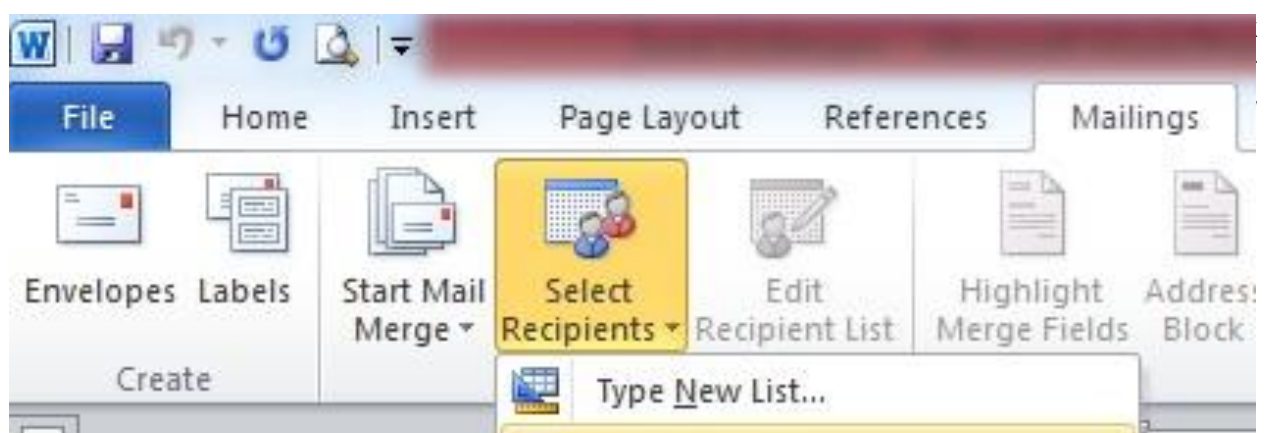 W
File Home Insert Page Layout References Mailings
Envelopes Labels Start Mail Merge Select Recipients Edit Recipient List Highlight Merge Fields Block
Create
Type New List...